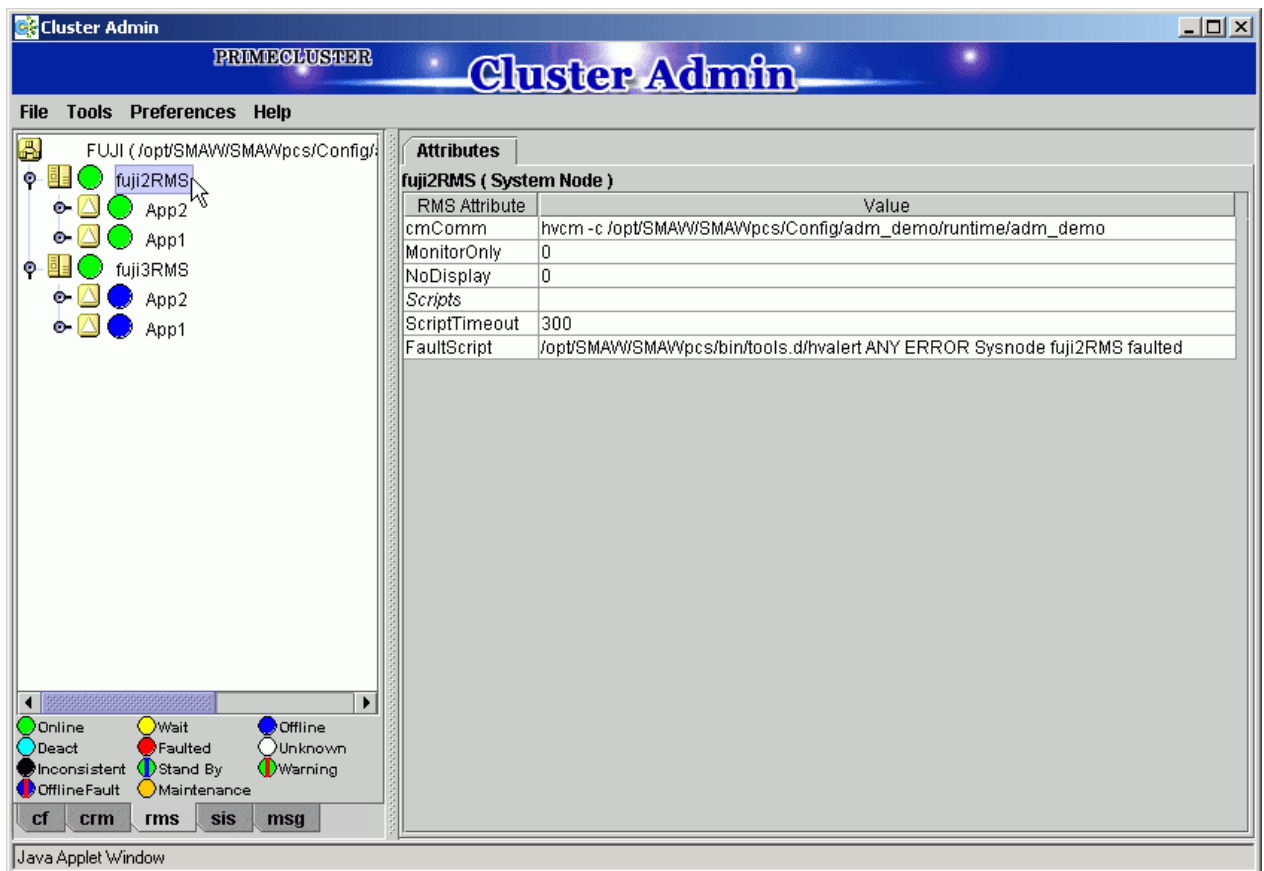 Cluster Admin
PRIMECLUSTER
Cluster Admin
File Tools Preferences Help
FUJI ( /opt/SMAW/SMAWpcs/Config/
fuji2RMS
App2
App1
fuji3RMS
App2
App1
Online Wait Offline
Deact Faulted Unknown
Inconsistent Stand By Warning
OfflineFault Maintenance
cf crm rms sis msg
Attributes
fuji2RMS ( System Node )
RMS Attribute Value
cmComm hvcm -c /opt/SMAW/SMAWpcs/Config/adm_demo/runtime/adm_demo
MonitorOnly 0
NoDisplay 0
Scripts
ScriptTimeout 300
FaultScript /opt/SMAW/SMAWpcs/bin/tools.d/hvalert ANY ERROR Sysnode fuji2RMS faulted
Java Applet Window